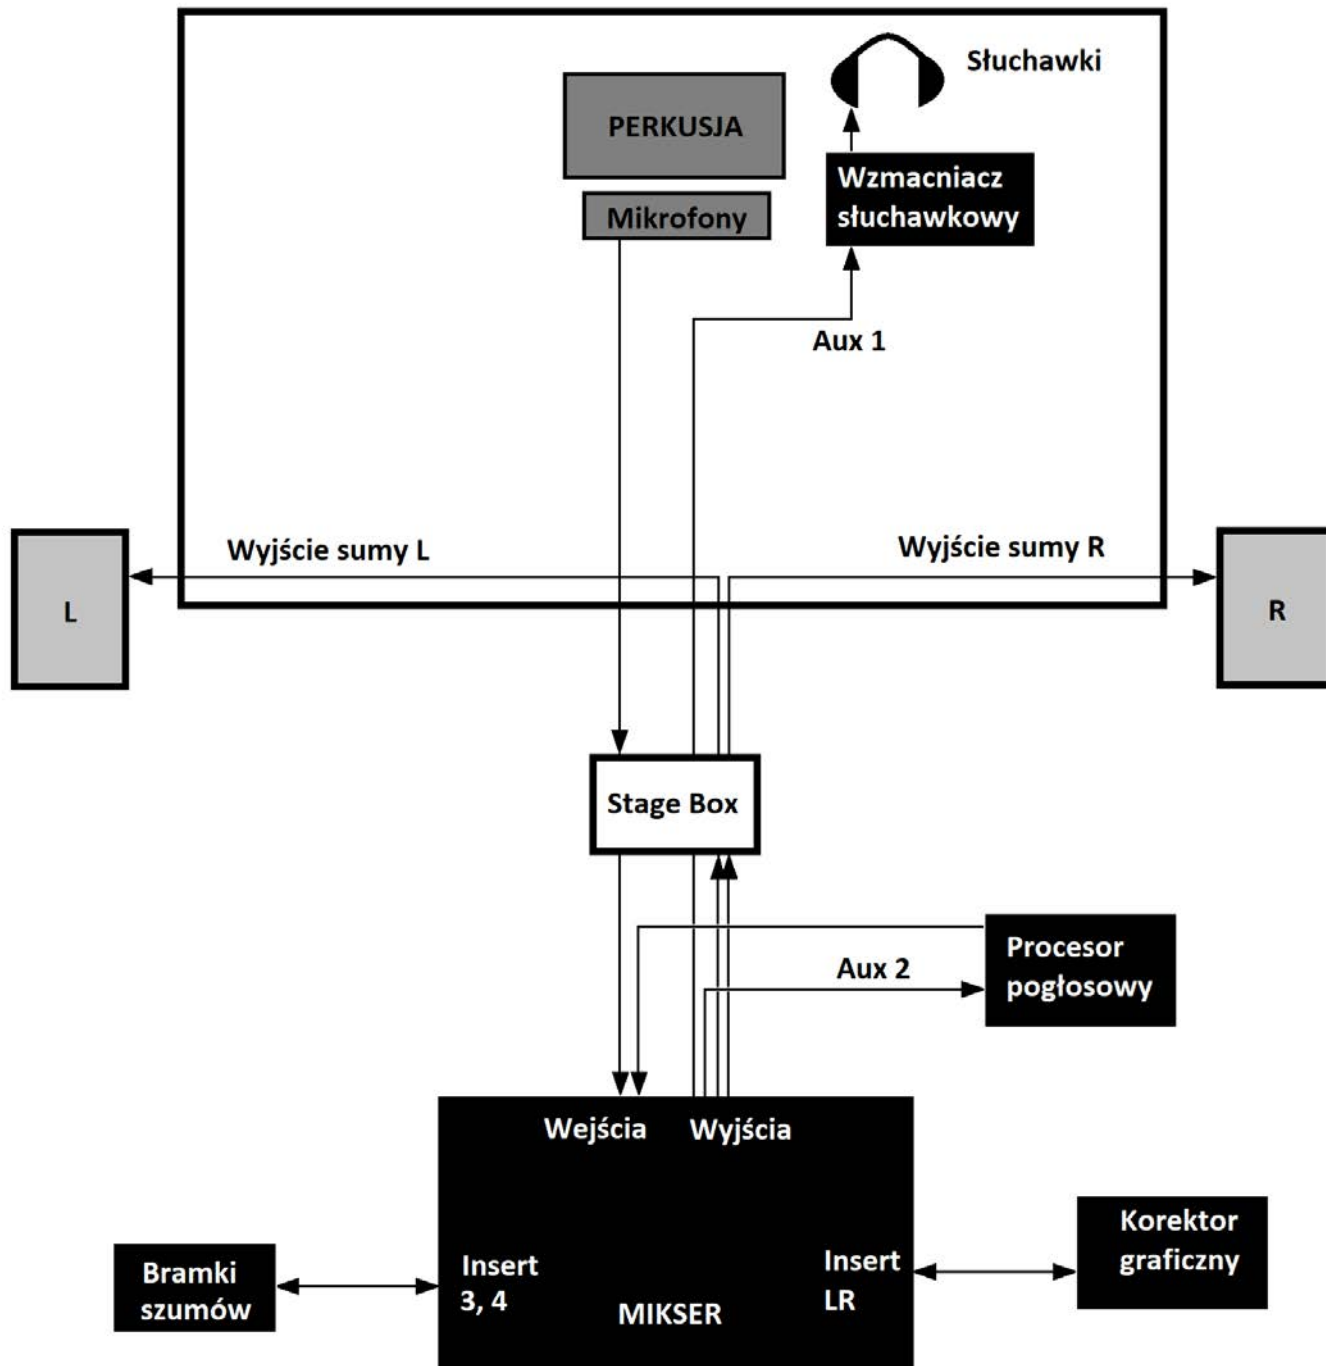 Słuchawki
PERKUSJA
Wzmacniacz
słuchawkowy
Mikrofony
Aux 1
Wyjście sumy L
Wyjście sumy R
L
R
Stage Box
Procesor
pogłosowy
Aux 2
Wejścia
Wyjścia
Korektor
graficzny
Insert
LR
Insert
3, 4
Bramki
szumów
MIKSER